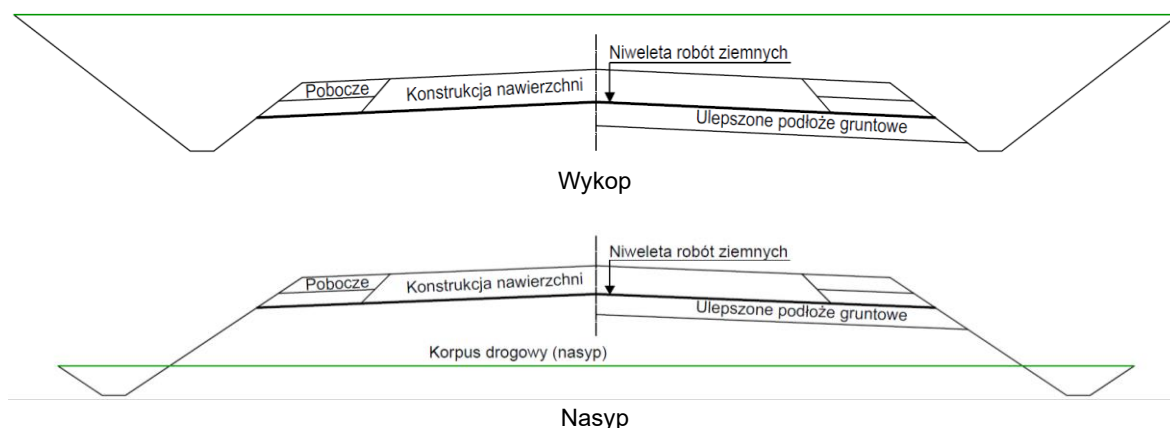 Niweleta robót ziemnych
Pobocze
Konstrukcja nawierzchni
Ulepszone podłoże gruntowe
Wykop
Niweleta robót ziemnych
Pobocze
Konstrukcja nawierzchni
Ulepszone podłoże gruntowe
Korpus drogowy (nasyp)
Nasyp